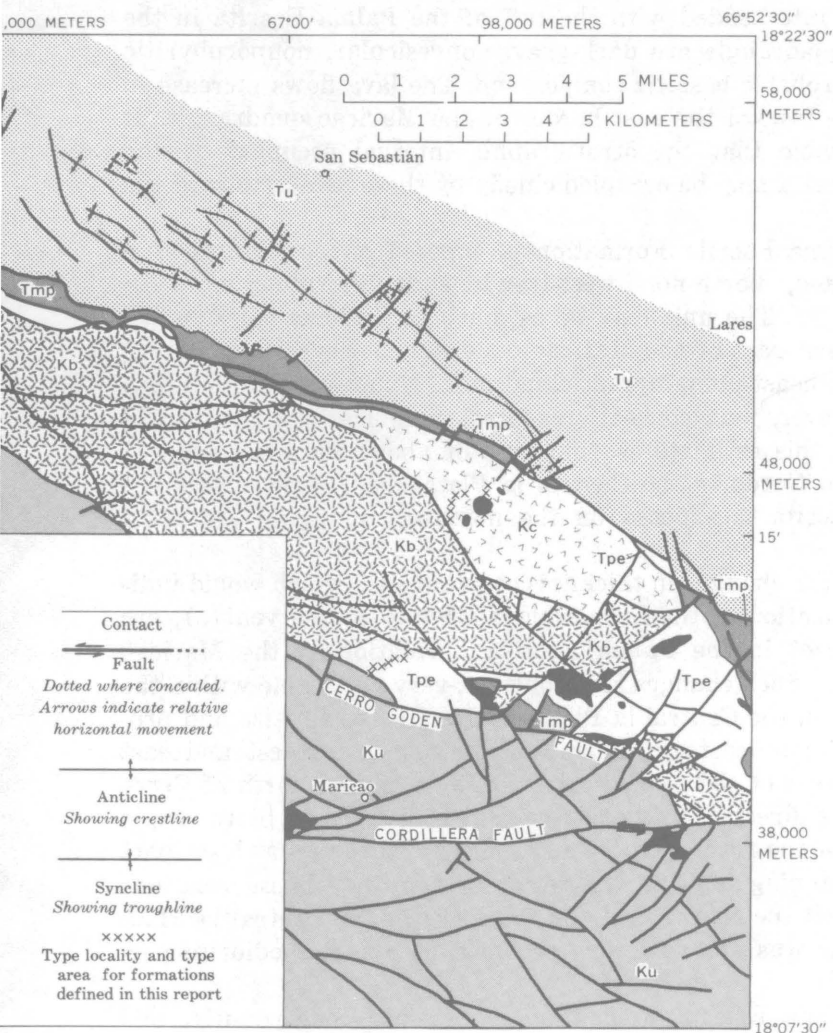 ,000 METERS
67°00'
98,000 METERS
66°52'30"
18°22'30"
0 1 2 3 4 5 MILES
1 0 1 2 3 4 KILOMETERS
58,000
METERS
San Sebastián
Tu
Tmp
Lares
Kb
Tu
Tmp
48,000
METERS
Kc
15'
Kb
Tpe
Tmp
Contact
Fault
Dotted where concealed.
Arrows indicate relative
horizontal movement
Kb
Tpe
Tpe
CERRO GODEN FAULT
Tmp
Ku
Kb
Maricao
Anticline
Showing crestline
CORDILLERA FAULT
38,000
METERS
Syncline
Showing troughline
xxxxx
Type locality and type
area for formations
defined in this report
Ku
18°07'30"